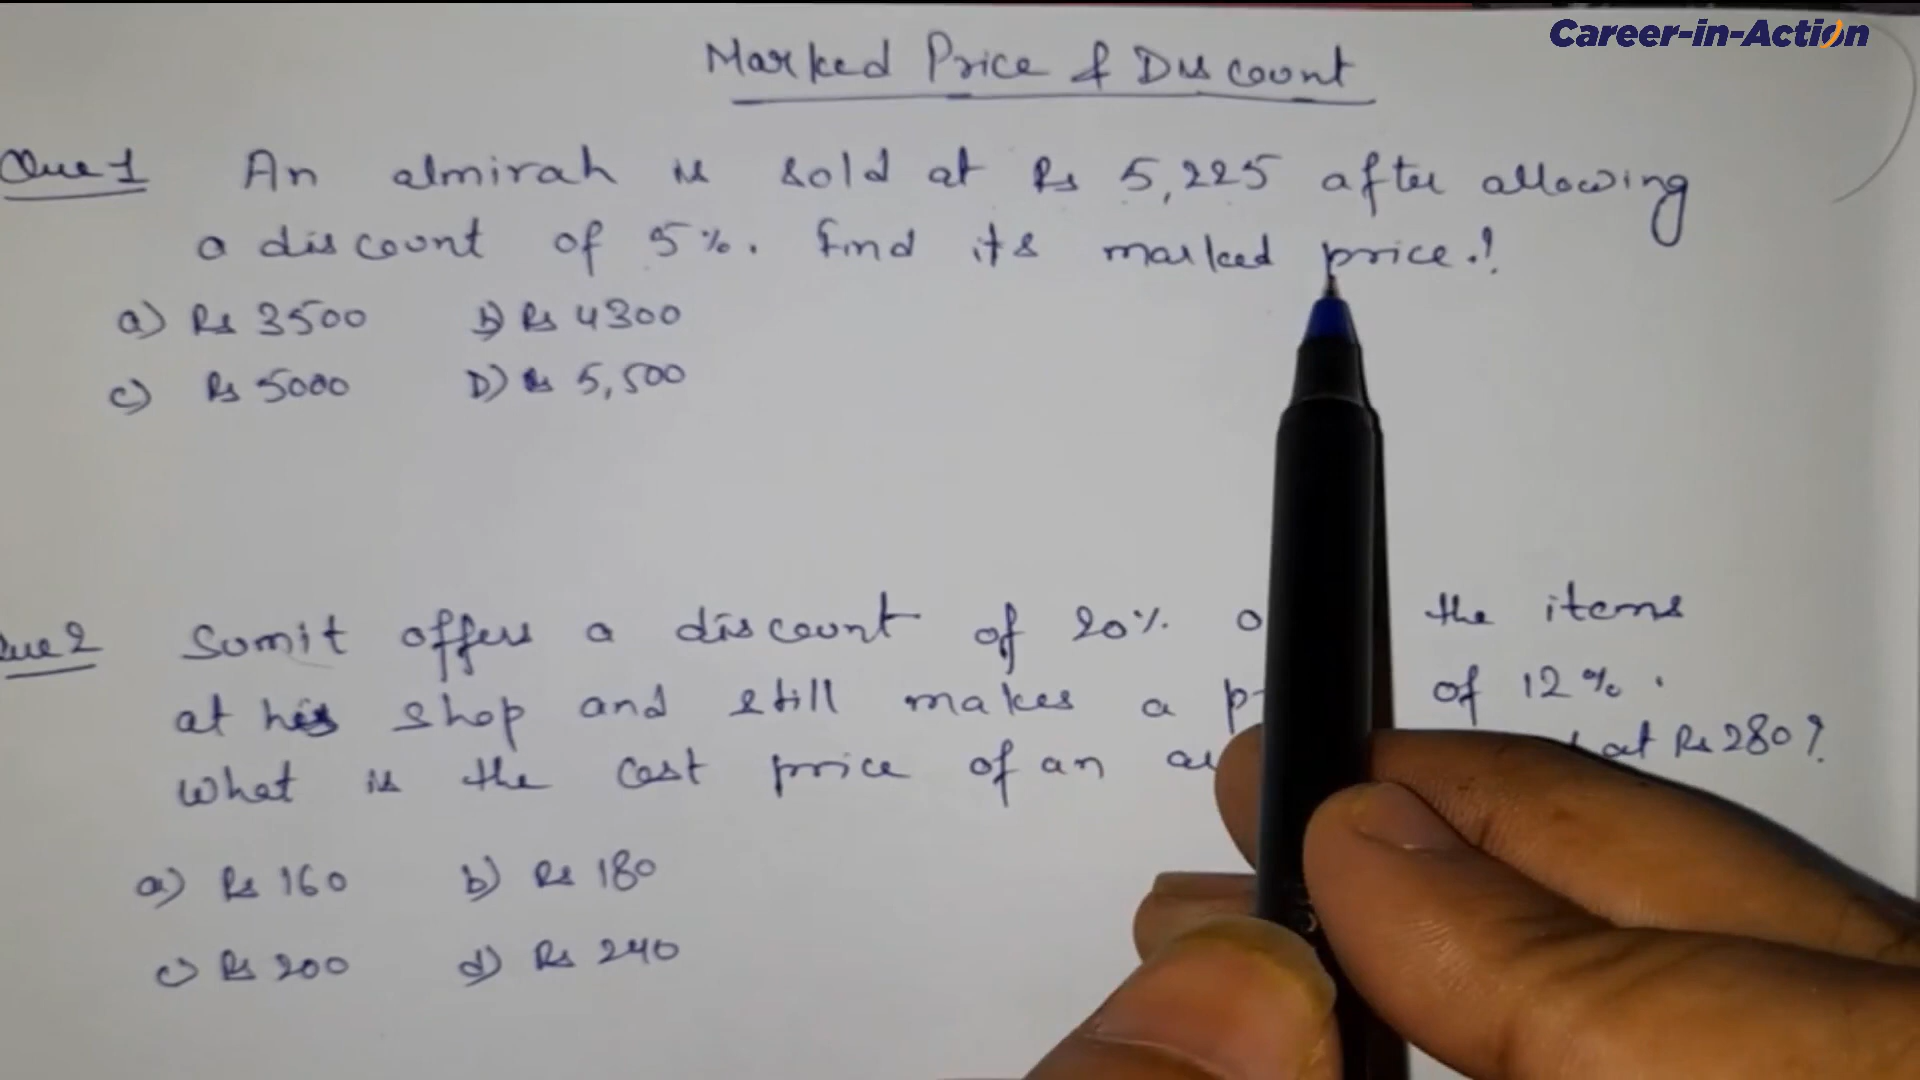 Career-in-Action
Marked Price & Discount
Que 1 An almirah is sold at Rs 5,225 after allowing
a discount of 5%. Find its marked price.!
a) Rs 3500 b) Rs 4300
c) Rs 5000 D) Rs 5,500
Que 2 Sumit offers a discount of 20% the items
at his shop and still makes a of 12%.
What is the cost price of an at Rs 280?
a) Rs 160 b) Rs 180
c) Rs 200 d) Rs 240